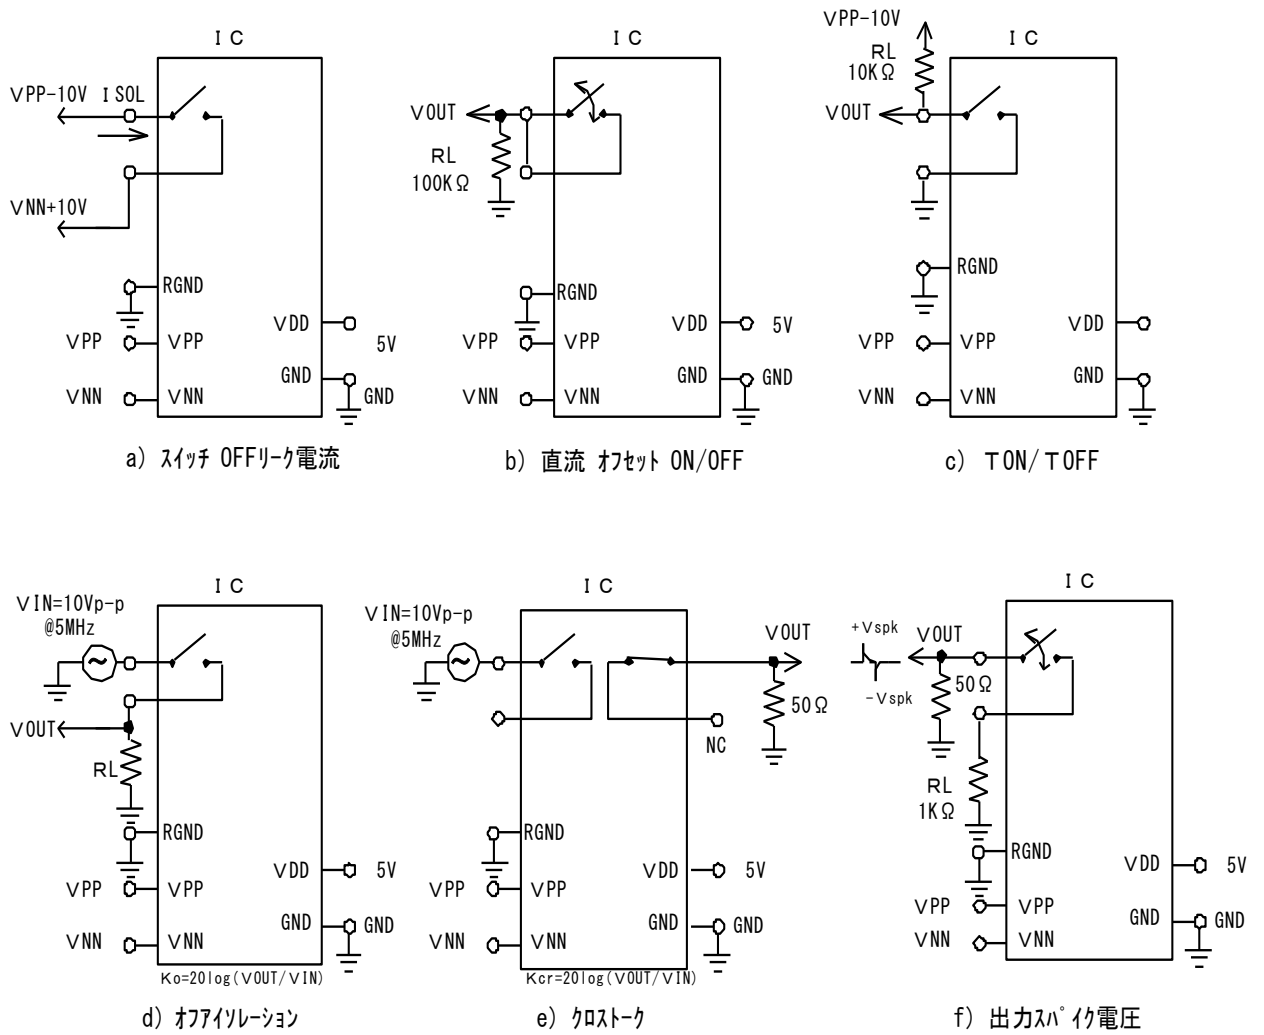 IC
VPP-10V ISOL
VNN+10V
RGND
VDD
VPP VPP
5V
GND
VNN VNN
GND
a) スイッチ OFFリーク電流
IC
VOUT
RL
100KΩ
RGND
VDD 5V
VPP VPP
GND GND
VNN VNN
b) 直流 オフセット ON/OFF
VPP-10V
IC
RL
10KΩ
VOUT
RGND
VDD
VPP VPP
GND
VNN VNN
c) TON/TOFF
IC
VIN=10Vp-p
@5MHz
VOUT
RL
RGND
VDD 5V
VPP VPP
GND GND
VNN VNN
Ko=20log(VOUT/VIN)
d) オフアイソレーション
IC
VIN=10Vp-p
@5MHz
VOUT
50Ω
NC
RGND
VDD 5V
VPP VPP
GND GND
VNN VNN
Kcr=20log(VOUT/VIN)
e) クロストーク
IC
+Vspk
VOUT
50Ω
-Vspk
RL
1KΩ
RGND
VDD 5V
VPP VPP
GND GND
VNN VNN
f) 出力スパイク電圧